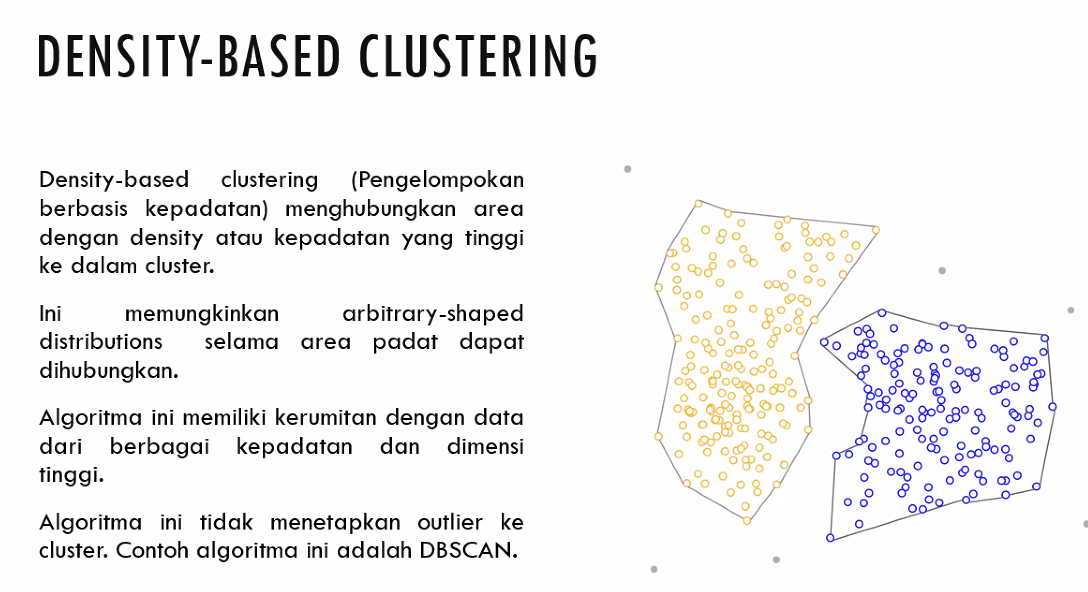 DENSITY-BASED CLUSTERING
Density-based clustering (Pengelompokan
berbasis kepadatan) menghubungkan area
dengan density atau kepadatan yang tinggi
ke dalam cluster.
Ini memungkinkan arbitrary-shaped
distributions selama area padat dapat
dihubungkan.
Algoritma ini memiliki kerumitan dengan data
dari berbagai kepadatan dan dimensi
tinggi.
Algoritma ini tidak menetapkan outlier ke
cluster. Contoh algoritma ini adalah DBSCAN.